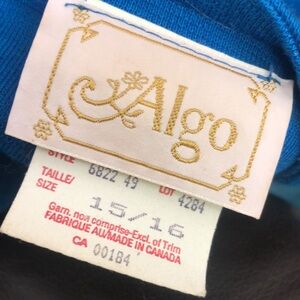 Algo
STYLE 6822 49 LOT 4284
TAILLE/
SIZE 15/16
Garn. non comprise-Excl. of Trim
FABRIQUE AU/MADE IN CANADA
CA 00184